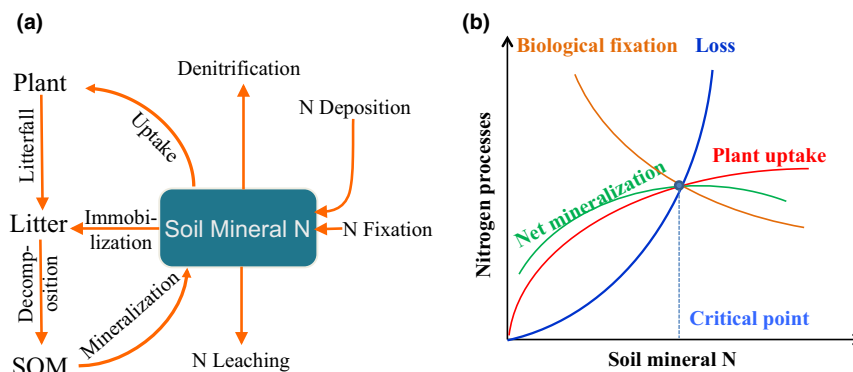 (a)
Plant
Denitrification
N Deposition
Litterfall
Uptake
Litter
Immobi-
lization
Soil Mineral N
N Fixation
Decomp-
osition
Mineralization
SOM
N Leaching
(b)
Biological fixation
Loss
Plant uptake
Net mineralization
Nitrogen processes
Critical point
Soil mineral N